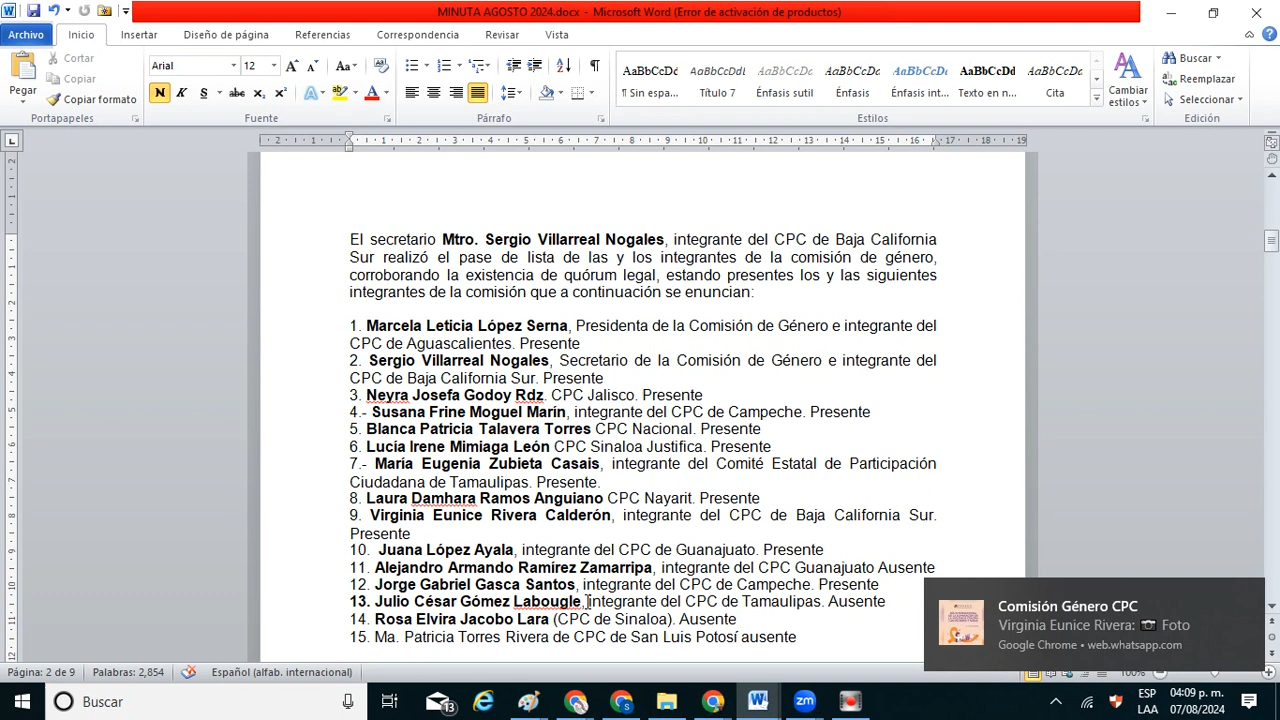 MINUTA AGOSTO 2024.docx - Microsoft Word (Error de activación de productos)
Archivo Inicio Insertar Diseño de página Referencias Correspondencia Revisar Vista
Pegar
Cortar
Copiar
Copiar formato
Portapapeles
Arial 12
Fuente
Párrafo
AaBbCcDd AaBbCcDdI AaBbCcDd AaBbCcDd AaBbCcDd AaBbCcDd AaBbCcDd
¶ Sin espa... Título 7 Énfasis sutil Énfasis Énfasis int... Texto en n... Cita
Cambiar estilos
Estilos
Buscar
Reemplazar
Seleccionar
Edición
El secretario Mtro. Sergio Villarreal Nogales, integrante del CPC de Baja California
Sur realizó el pase de lista de las y los integrantes de la comisión de género,
corroborando la existencia de quórum legal, estando presentes los y las siguientes
integrantes de la comisión que a continuación se enuncian:
1. Marcela Leticia López Serna, Presidenta de la Comisión de Género e integrante del
CPC de Aguascalientes. Presente
2. Sergio Villarreal Nogales, Secretario de la Comisión de Género e integrante del
CPC de Baja California Sur. Presente
3. Neyra Josefa Godoy Rdz. CPC Jalisco. Presente
4.- Susana Frine Moguel Marín, integrante del CPC de Campeche. Presente
5. Blanca Patricia Talavera Torres CPC Nacional. Presente
6. Lucía Irene Mimiaga León CPC Sinaloa Justifica. Presente
7.- María Eugenia Zubieta Casais, integrante del Comité Estatal de Participación
Ciudadana de Tamaulipas. Presente.
8. Laura Damhara Ramos Anguiano CPC Nayarit. Presente
9. Virginia Eunice Rivera Calderón, integrante del CPC de Baja California Sur.
Presente
10. Juana López Ayala, integrante del CPC de Guanajuato. Presente
11. Alejandro Armando Ramírez Zamarripa, integrante del CPC Guanajuato Ausente
12. Jorge Gabriel Gasca Santos, integrante del CPC de Campeche. Presente
13. Julio César Gómez Labougle, integrante del CPC de Tamaulipas. Ausente
14. Rosa Elvira Jacobo Lara (CPC de Sinaloa). Ausente
15. Ma. Patricia Torres Rivera de CPC de San Luis Potosí ausente
Comisión Género CPC
Virginia Eunice Rivera: Foto
Google Chrome • web.whatsapp.com
Página: 2 de 9 Palabras: 2,854 Español (alfab. internacional) 100%
Buscar
13
ESP 04:09 p. m.
LAA 07/08/2024